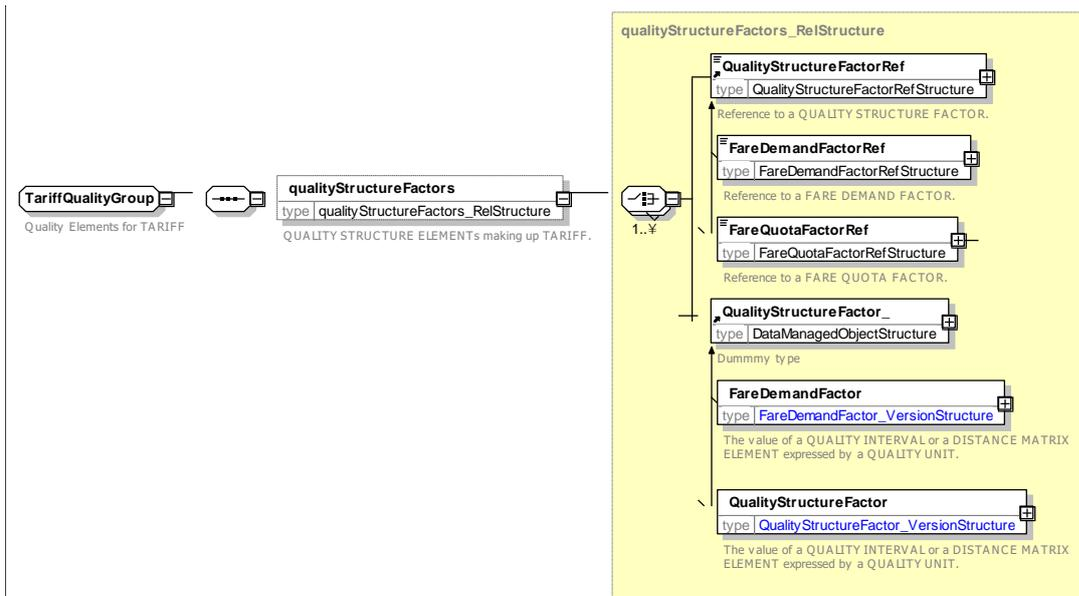 qualityStructureFactors_RelStructure
QualityStructureFactorRef
type QualityStructureFactorRefStructure
Reference to a QUALITY STRUCTURE FACTOR.
FareDemandFactorRef
type FareDemandFactorRefStructure
Reference to a FARE DEMAND FACTOR.
TariffQualityGroup
Quality Elements for TARIFF
qualityStructureFactors
type qualityStructureFactors_RelStructure
QUALITY STRUCTURE ELEMENTs making up TARIFF.
1..¥
FareQuotaFactorRef
type FareQuotaFactorRefStructure
Reference to a FARE QUOTA FACTOR.
QualityStructureFactor_
type DataManagedObjectStructure
Dummmy type
FareDemandFactor
type FareDemandFactor_VersionStructure
The value of a QUALITY INTERVAL or a DISTANCE MATRIX
ELEMENT expressed by a QUALITY UNIT.
QualityStructureFactor
type QualityStructureFactor_VersionStructure
The value of a QUALITY INTERVAL or a DISTANCE MATRIX
ELEMENT expressed by a QUALITY UNIT.